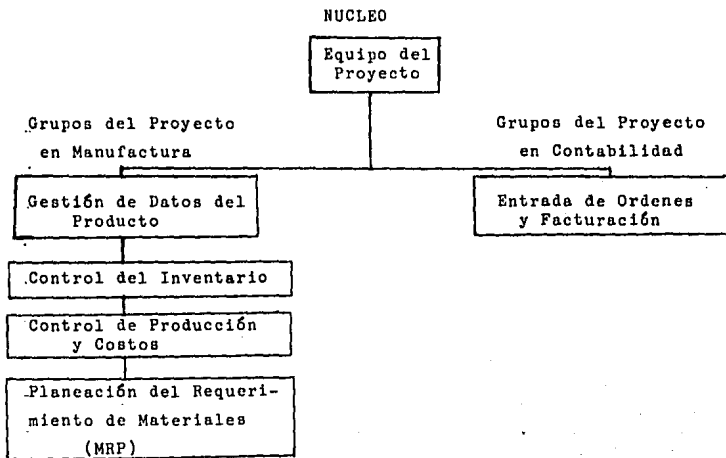 NUCLEO
Equipo del
Proyecto
Grupos del Proyecto
en Manufactura
Grupos del Proyecto
en Contabilidad
Gestión de Datos del
Producto
Entrada de Ordenes
y Facturación
Control del Inventario
Control de Producción
y Costos
Planeación del Requeri-
miento de Materiales
(MRP)